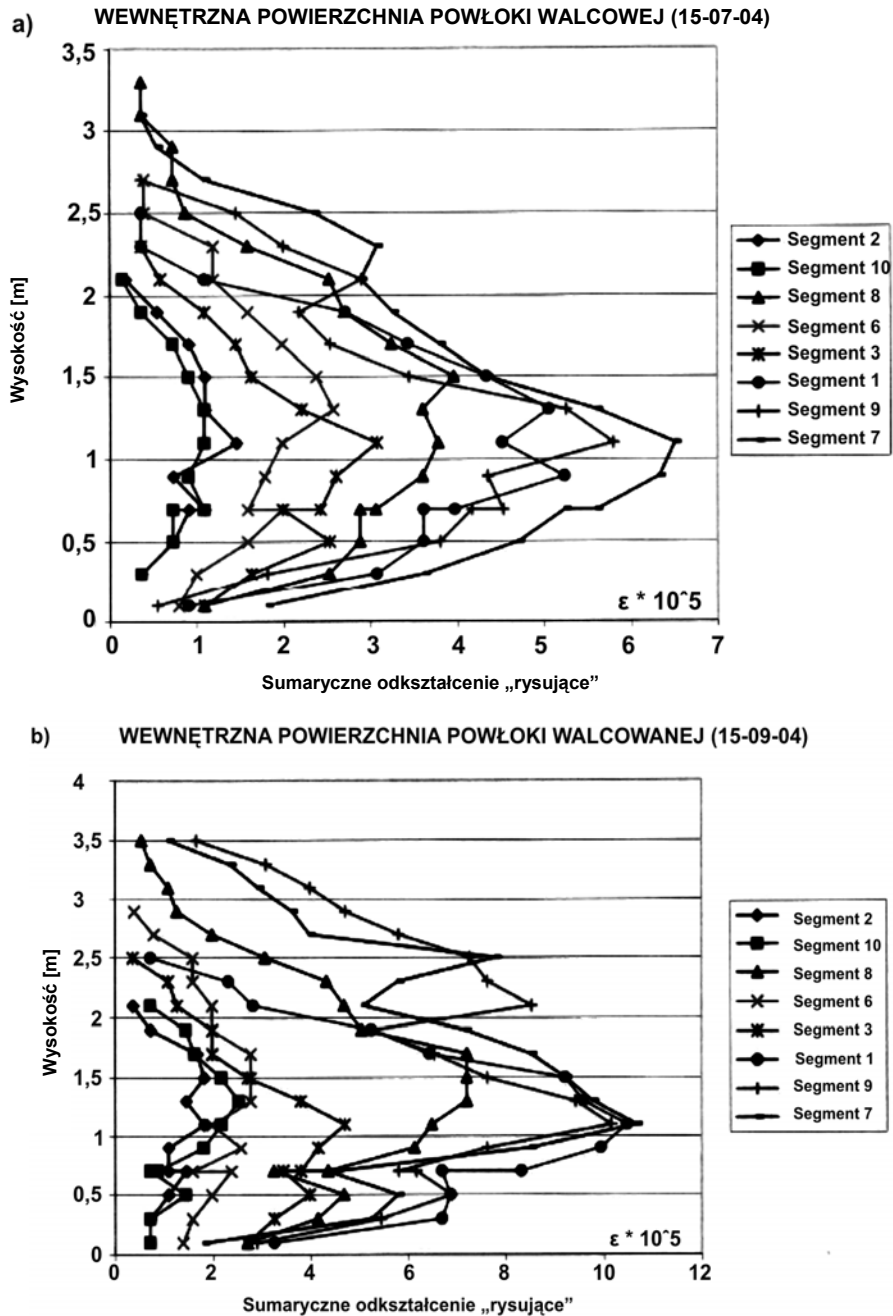 a)
WEWNĘTRZNA POWIERZCHNIA POWŁOKI WALCOWEJ (15-07-04)
3,5
3
2,5
2
1,5
1
0,5
0
Wysokość [m]
0 1 2 3 4 5 6 7
ε * 10^5
Sumaryczne odkształcenie „rysujące”
Segment 2
Segment 10
Segment 8
Segment 6
Segment 3
Segment 1
Segment 9
Segment 7
b)
WEWNĘTRZNA POWIERZCHNIA POWŁOKI WALCOWANEJ (15-09-04)
4
3,5
3
2,5
2
1,5
1
0,5
0
Wysokość [m]
0 2 4 6 8 10 12
ε * 10^5
Sumaryczne odkształcenie „rysujące”
Segment 2
Segment 10
Segment 8
Segment 6
Segment 3
Segment 1
Segment 9
Segment 7